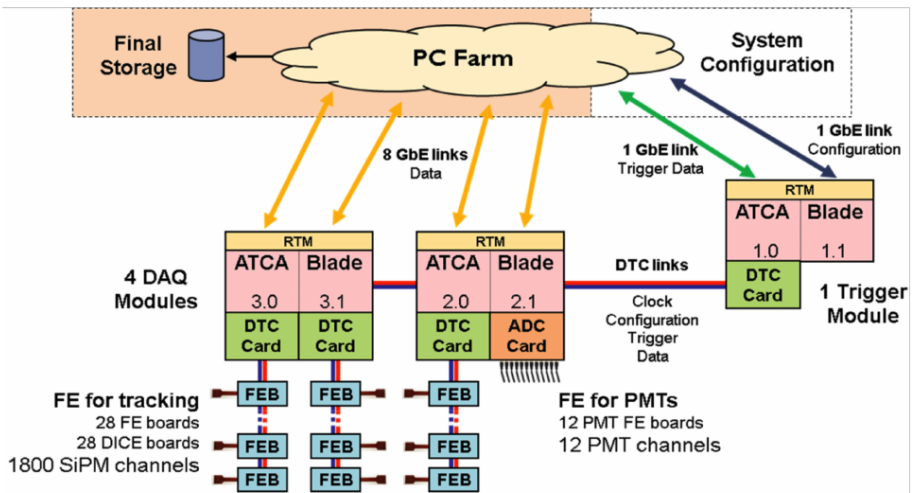 Final
Storage
PC Farm
System
Configuration
8 GbE links
Data
1 GbE link
Trigger Data
1 GbE link
Configuration
RTM
ATCA Blade
1.0 1.1
DTC
Card
1 Trigger
Module
4 DAQ
Modules
RTM
ATCA Blade
3.0 3.1
DTC
Card
DTC
Card
RTM
ATCA Blade
2.0 2.1
DTC
Card
ADC
Card
DTC links
Clock
Configuration
Trigger
Data
FE for tracking
28 FE boards
28 DICE boards
1800 SiPM channels
FEB FEB FEB
FEB FEB FEB
FEB FEB FEB
FE for PMTs
12 PMT FE boards
12 PMT channels